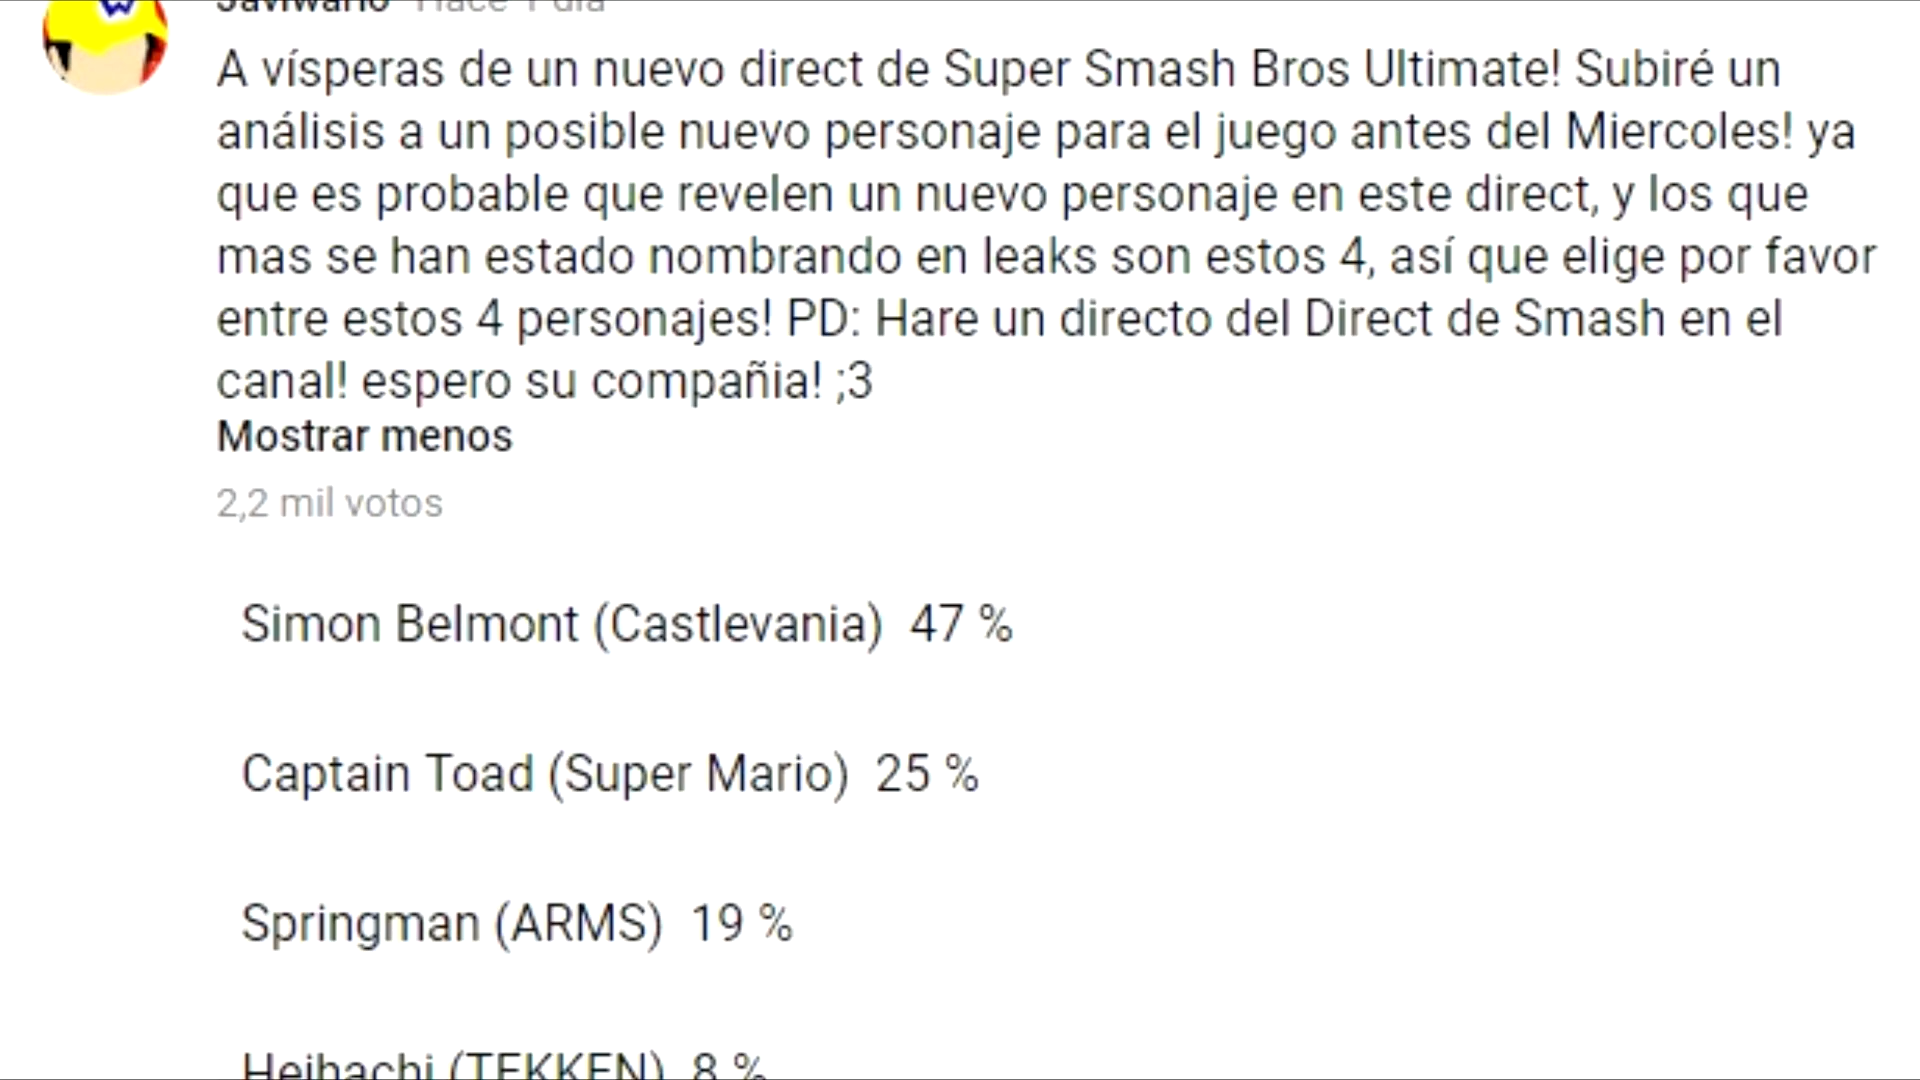 Javiwario Hace 1 día
A vísperas de un nuevo direct de Super Smash Bros Ultimate! Subiré un
análisis a un posible nuevo personaje para el juego antes del Miercoles! ya
que es probable que revelen un nuevo personaje en este direct, y los que
mas se han estado nombrando en leaks son estos 4, así que elige por favor
entre estos 4 personajes! PD: Hare un directo del Direct de Smash en el
canal! espero su compañia! ;3
Mostrar menos
2,2 mil votos
Simon Belmont (Castlevania) 47 %
Captain Toad (Super Mario) 25 %
Springman (ARMS) 19 %
Heihachi (TEKKEN) 8 %